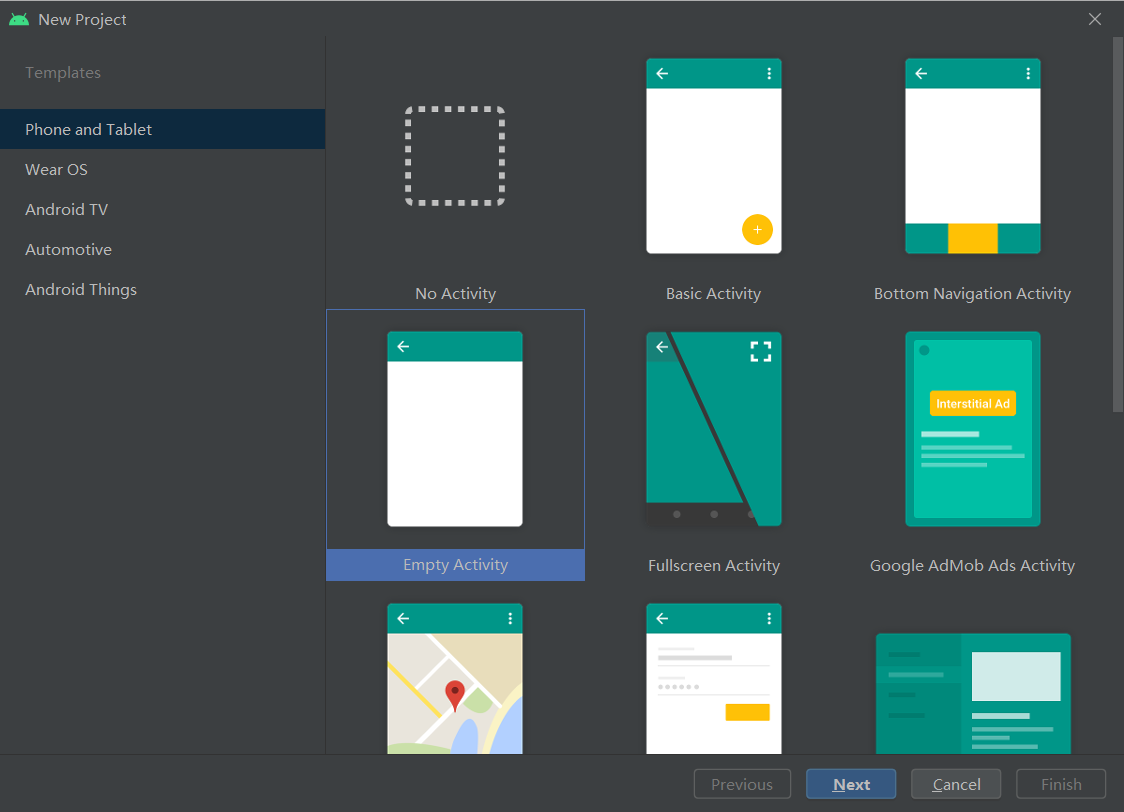 New Project
Templates
Phone and Tablet
Wear OS
Android TV
Automotive
Android Things
No Activity
Basic Activity
Bottom Navigation Activity
Interstitial Ad
Empty Activity
Fullscreen Activity
Google AdMob Ads Activity
Previous
Next
Cancel
Finish